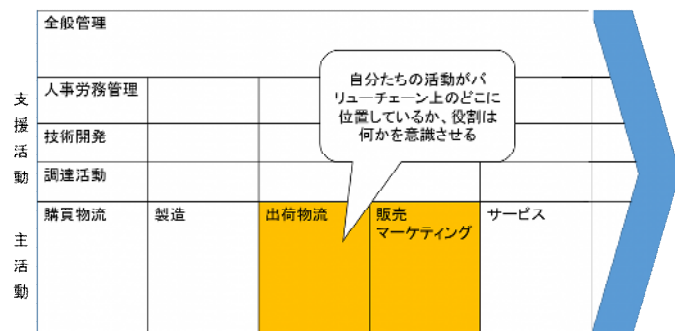 全般管理
自分たちの活動がバ
リューチェーン上のどこに
位置しているか、役割は
何かを意識させる
支援活動
人事労務管理
技術開発
調達活動
主活動
購買物流
製造
出荷物流
販売
マーケティング
サービス